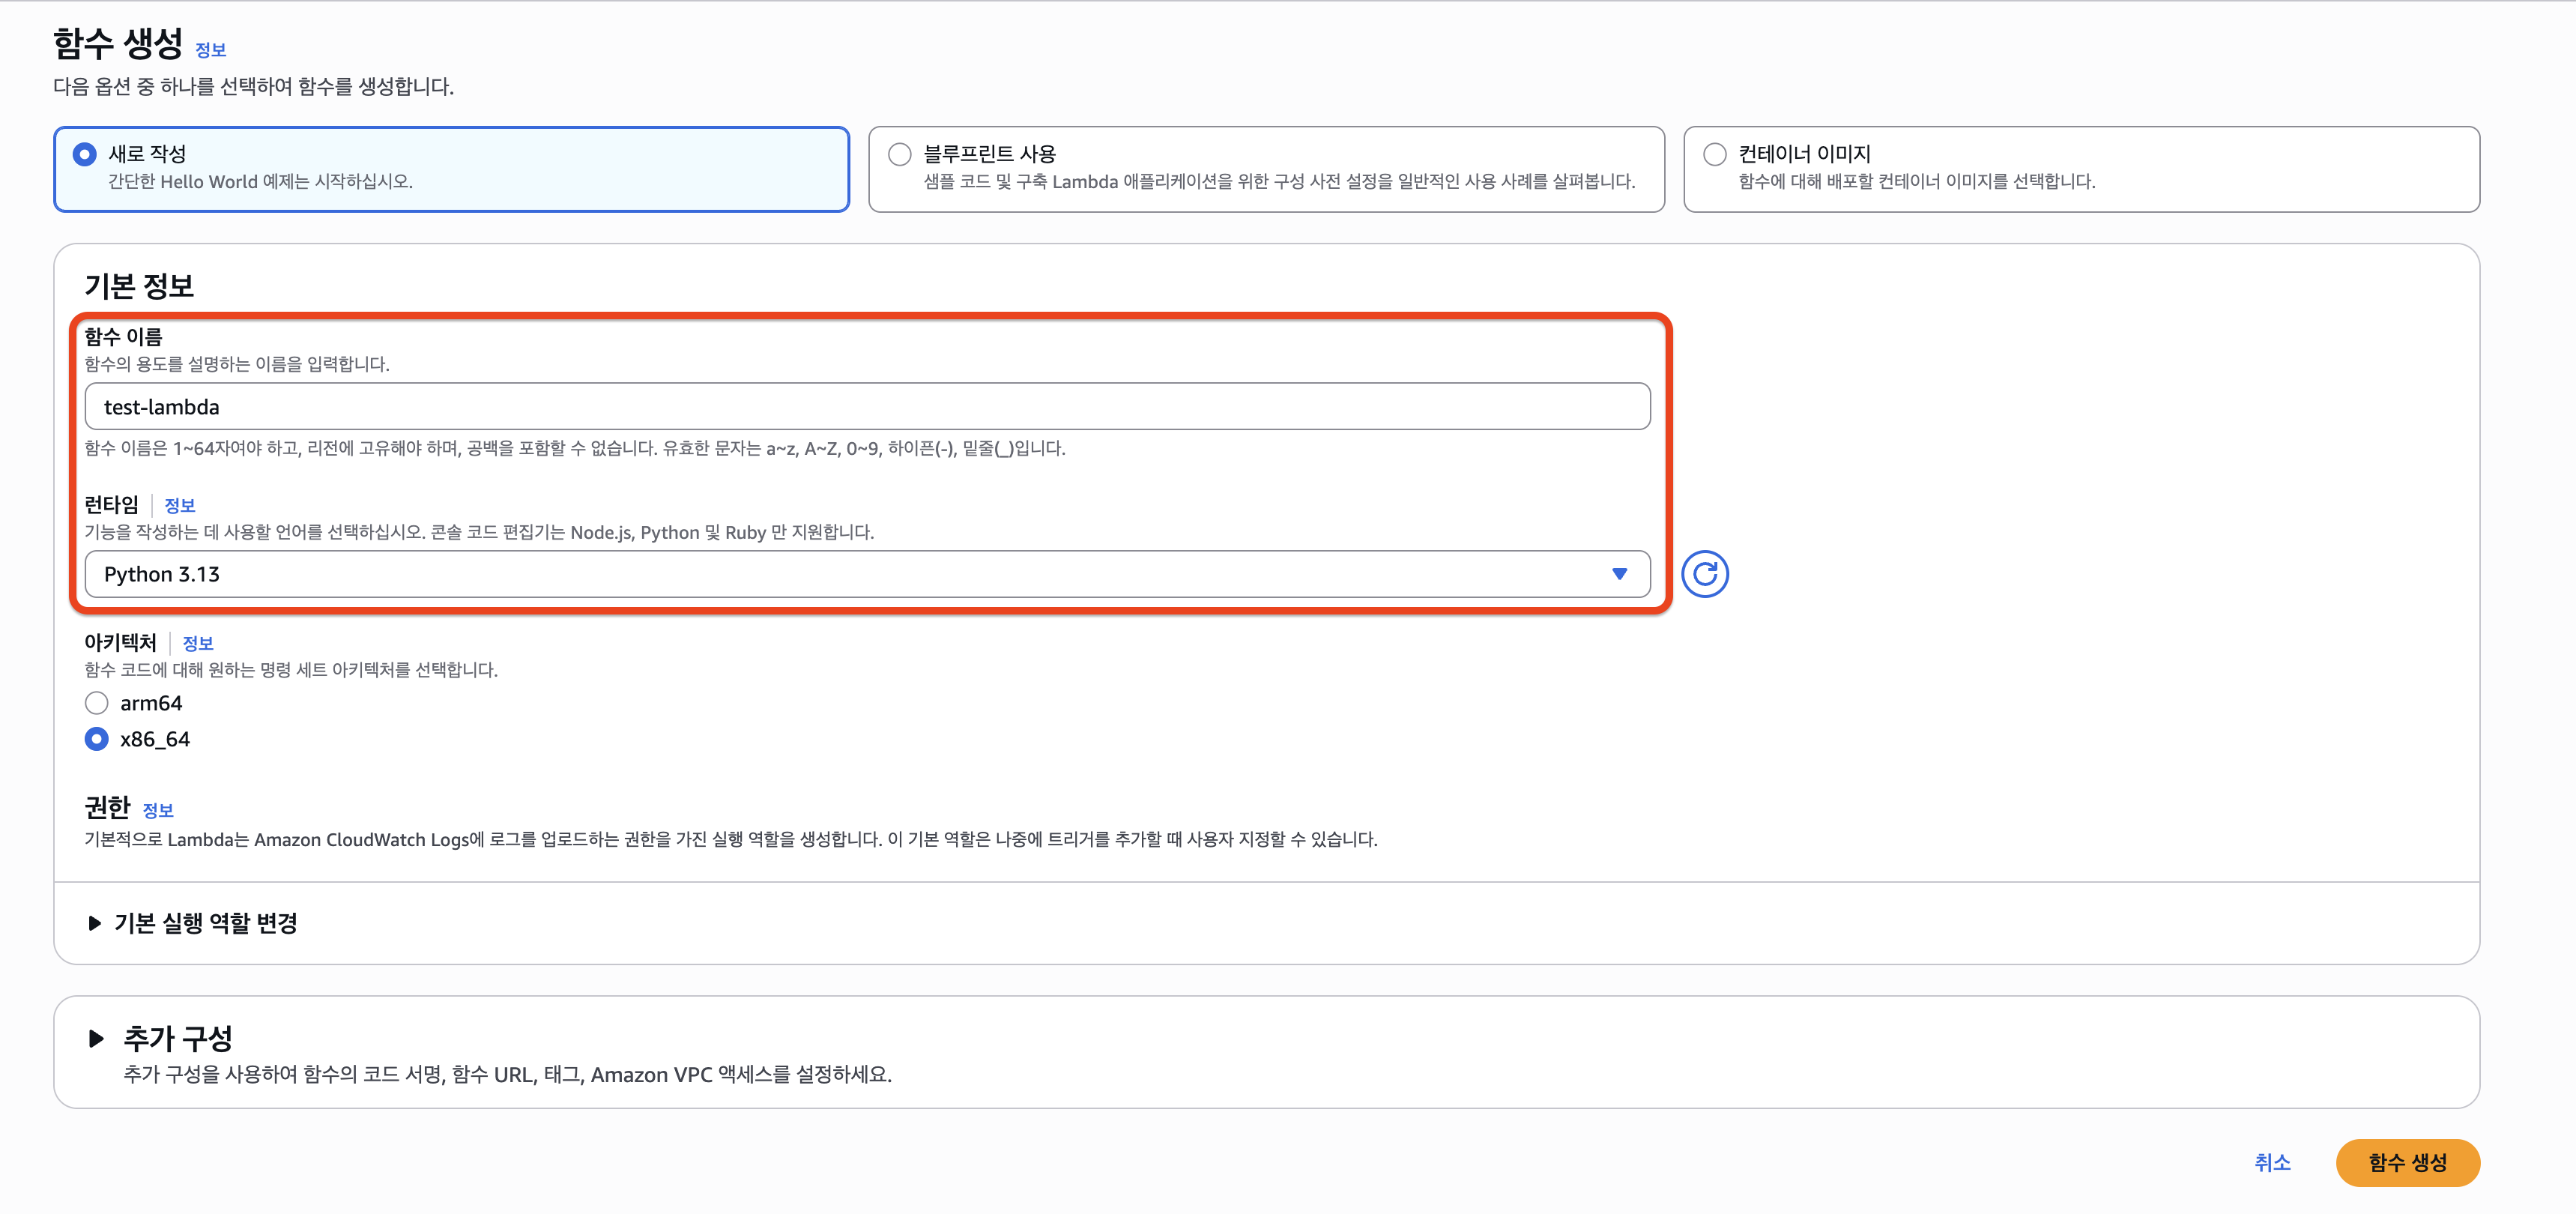 함수 생성 정보
다음 옵션 중 하나를 선택하여 함수를 생성합니다.
새로 작성
간단한 Hello World 예제는 시작하십시오.
블루프린트 사용
샘플 코드 및 구축 Lambda 애플리케이션을 위한 구성 사전 설정을 일반적인 사용 사례를 살펴봅니다.
컨테이너 이미지
함수에 대해 배포할 컨테이너 이미지를 선택합니다.
기본 정보
함수 이름
함수의 용도를 설명하는 이름을 입력합니다.
test-lambda
함수 이름은 1~64자여야 하고, 리전에 고유해야 하며, 공백을 포함할 수 없습니다. 유효한 문자는 a~z, A~Z, 0~9, 하이픈(-), 밑줄(_)입니다.
런타임 정보
기능을 작성하는 데 사용할 언어를 선택하십시오. 콘솔 코드 편집기는 Node.js, Python 및 Ruby 만 지원합니다.
Python 3.13
아키텍처 정보
함수 코드에 대해 원하는 명령 세트 아키텍처를 선택합니다.
arm64
x86_64
권한 정보
기본적으로 Lambda는 Amazon CloudWatch Logs에 로그를 업로드하는 권한을 가진 실행 역할을 생성합니다. 이 기본 역할은 나중에 트리거를 추가할 때 사용자 지정할 수 있습니다.
기본 실행 역할 변경
추가 구성
추가 구성을 사용하여 함수의 코드 서명, 함수 URL, 태그, Amazon VPC 액세스를 설정하세요.
취소
함수 생성